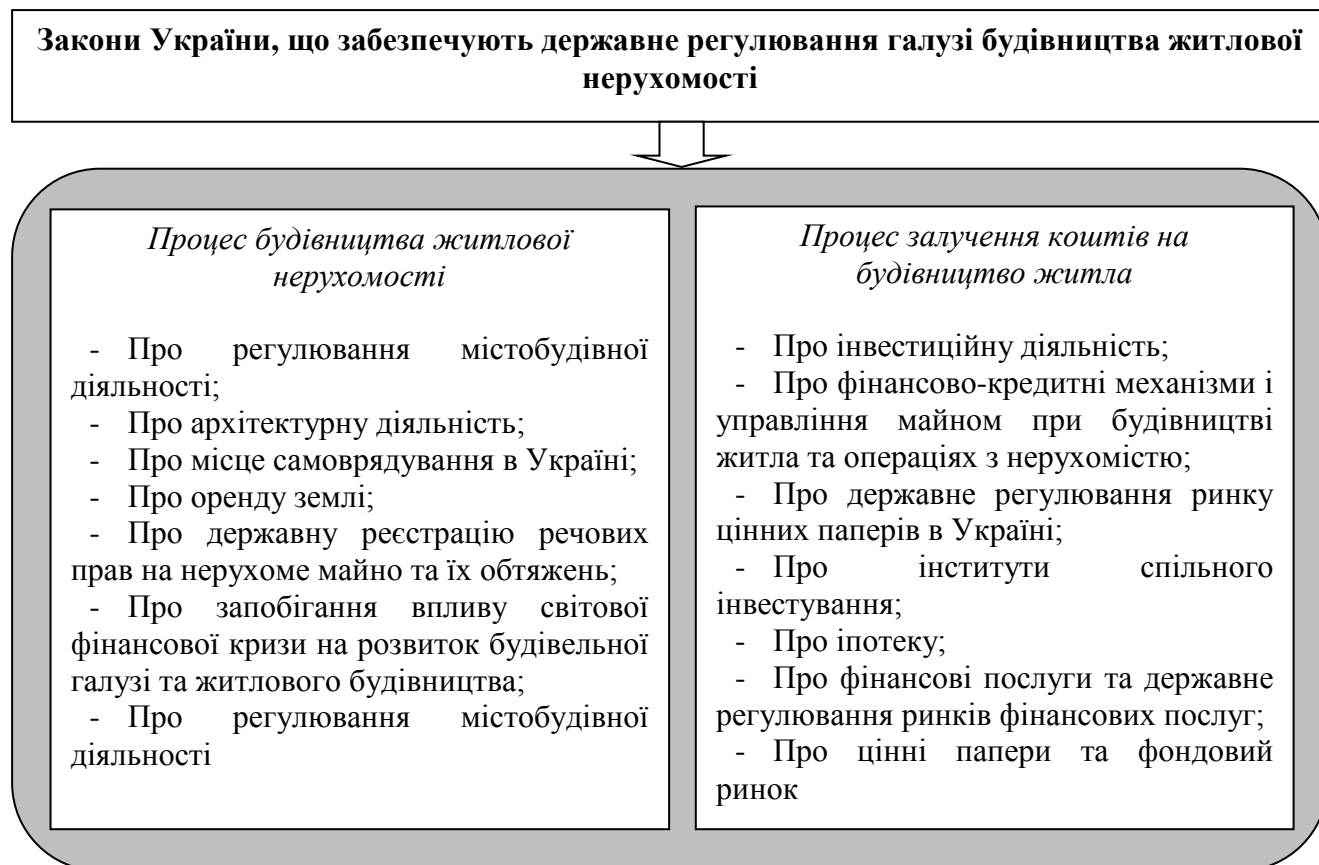 Закони України, що забезпечують державне регулювання галузі будівництва житлової
нерухомості
Процес будівництва житлової
нерухомості
- Про регулювання містобудівної
діяльності;
- Про архітектурну діяльність;
- Про місце самоврядування в Україні;
- Про оренду землі;
- Про державну реєстрацію речових
прав на нерухоме майно та їх обтяжень;
- Про запобігання впливу світової
фінансової кризи на розвиток будівельної
галузі та житлового будівництва;
- Про регулювання містобудівної
діяльності
Процес залучення коштів на
будівництво житла
- Про інвестиційну діяльність;
- Про фінансово-кредитні механізми і
управління майном при будівництві
житла та операціях з нерухомістю;
- Про державне регулювання ринку
цінних паперів в Україні;
- Про інститути спільного
інвестування;
- Про іпотеку;
- Про фінансові послуги та державне
регулювання ринків фінансових послуг;
- Про цінні папери та фондовий
ринок